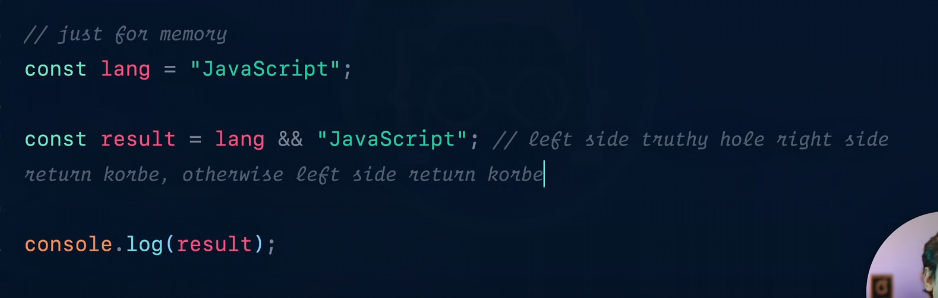 // just for memory
const lang = "JavaScript";
const result = lang && "JavaScript"; // left side truthy hole right side
return korbe, otherwise left side return korbe
console.log(result);